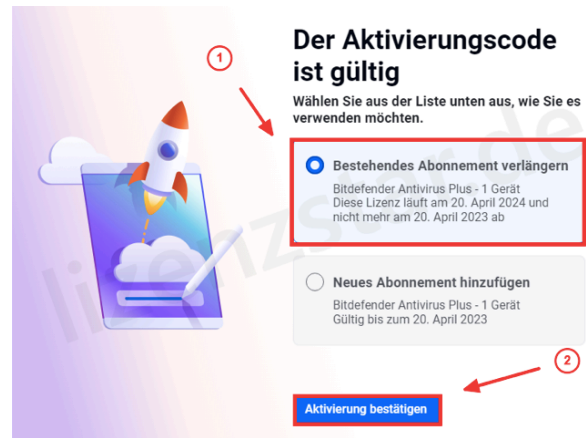 Der Aktivierungscode
ist gültig
Wählen Sie aus der Liste unten aus, wie Sie es
verwenden möchten.
1
Bestehendes Abonnement verlängern
Bitdefender Antivirus Plus - 1 Gerät
Diese Lizenz läuft am 20. April 2024 und
nicht mehr am 20. April 2023 ab
Neues Abonnement hinzufügen
Bitdefender Antivirus Plus - 1 Gerät
Gültig bis zum 20. April 2023
2
Aktivierung bestätigen
lizenzstar.de